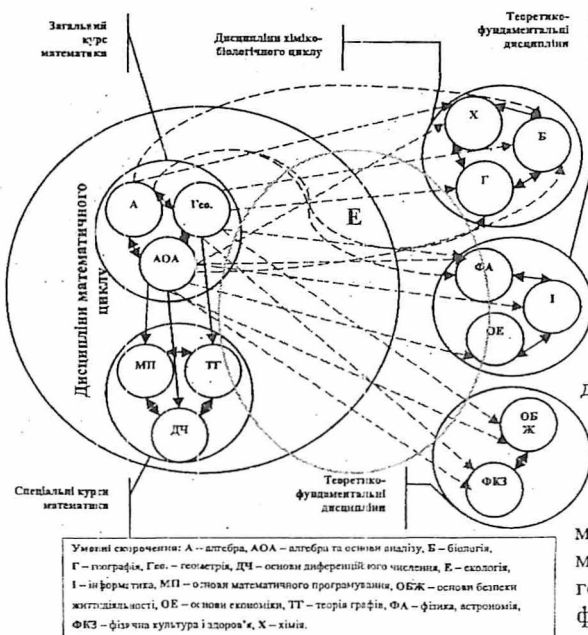 Загальний
курс
математика
Дисципліни хіміко-
біологічного циклу
Теоретико-
фундаментальні
дисципліни
Дисципліни математичного
циклу
А
Гео.
АОА
МП
ТГ
ДЧ
Е
Х
Б
Г
ФА
І
ОЕ
ОБ
Ж
ФКЗ
Спеціальні курси
математики
Теоретико-
фундаментальні
дисципліни
Умовні скорочення: А – алгебра, АОА – алгебра та основи аналізу, Б – біологія,
Г – географія, Гео. – геометрія, ДЧ – основи диференційного числення, Е – екологія,
І – інформатика, МП – основи математичного програмування, ОБЖ – основи безпеки
життєдіяльності, ОЕ – основи економіки, ТГ – теорія графів, ФА – фізика, астрономія,
ФКЗ – фізична культура і здоров'я, Х – хімія.